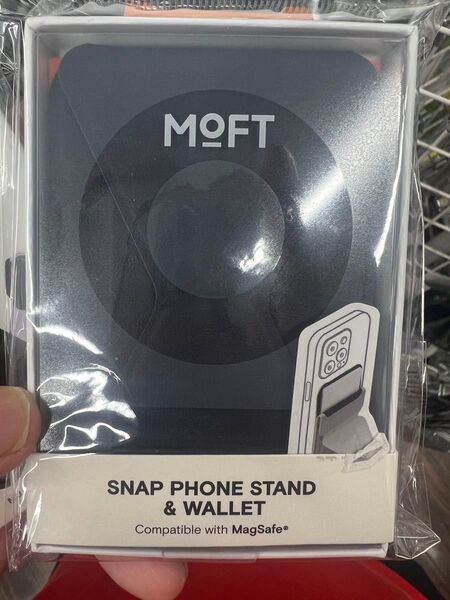 MOFT
SNAP PHONE STAND
& WALLET
Compatible with MagSafe®